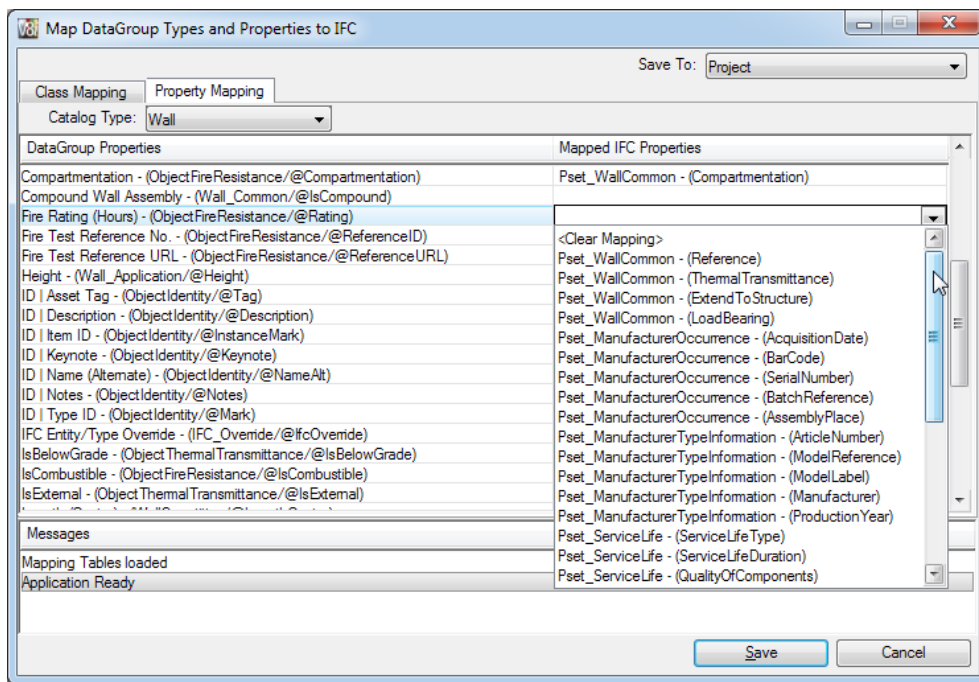 V8i Map DataGroup Types and Properties to IFC
Save To: Project
Class Mapping Property Mapping
Catalog Type: Wall
DataGroup Properties Mapped IFC Properties
Compartmentation - (ObjectFireResistance/@Compartmentation) Pset_WallCommon - (Compartmentation)
Compound Wall Assembly - (Wall_Common/@IsCompound)
Fire Rating (Hours) - (ObjectFireResistance/@Rating)
Fire Test Reference No. - (ObjectFireResistance/@ReferenceID) <Clear Mapping>
Fire Test Reference URL - (ObjectFireResistance/@ReferenceURL) Pset_WallCommon - (Reference)
Height - (Wall_Application/@Height) Pset_WallCommon - (ThermalTransmittance)
ID | Asset Tag - (ObjectIdentity/@Tag) Pset_WallCommon - (ExtendToStructure)
ID | Description - (ObjectIdentity/@Description) Pset_WallCommon - (LoadBearing)
ID | Item ID - (ObjectIdentity/@InstanceMark) Pset_ManufacturerOccurrence - (AcquisitionDate)
ID | Keynote - (ObjectIdentity/@Keynote) Pset_ManufacturerOccurrence - (BarCode)
ID | Name (Alternate) - (ObjectIdentity/@NameAlt) Pset_ManufacturerOccurrence - (SerialNumber)
ID | Notes - (ObjectIdentity/@Notes) Pset_ManufacturerOccurrence - (BatchReference)
ID | Type ID - (ObjectIdentity/@Mark) Pset_ManufacturerOccurrence - (AssemblyPlace)
IFC Entity/Type Override - (IFC_Override/@IfcOverride) Pset_ManufacturerTypeInformation - (ArticleNumber)
IsBelowGrade - (ObjectThermalTransmittance/@IsBelowGrade) Pset_ManufacturerTypeInformation - (ModelReference)
IsCombustible - (ObjectFireResistance/@IsCombustible) Pset_ManufacturerTypeInformation - (ModelLabel)
IsExternal - (ObjectThermalTransmittance/@IsExternal) Pset_ManufacturerTypeInformation - (Manufacturer)
Pset_ManufacturerTypeInformation - (ProductionYear)
Messages Pset_ServiceLife - (ServiceLifeType)
Mapping Tables loaded Pset_ServiceLife - (ServiceLifeDuration)
Application Ready Pset_ServiceLife - (QualityOfComponents)
Save Cancel